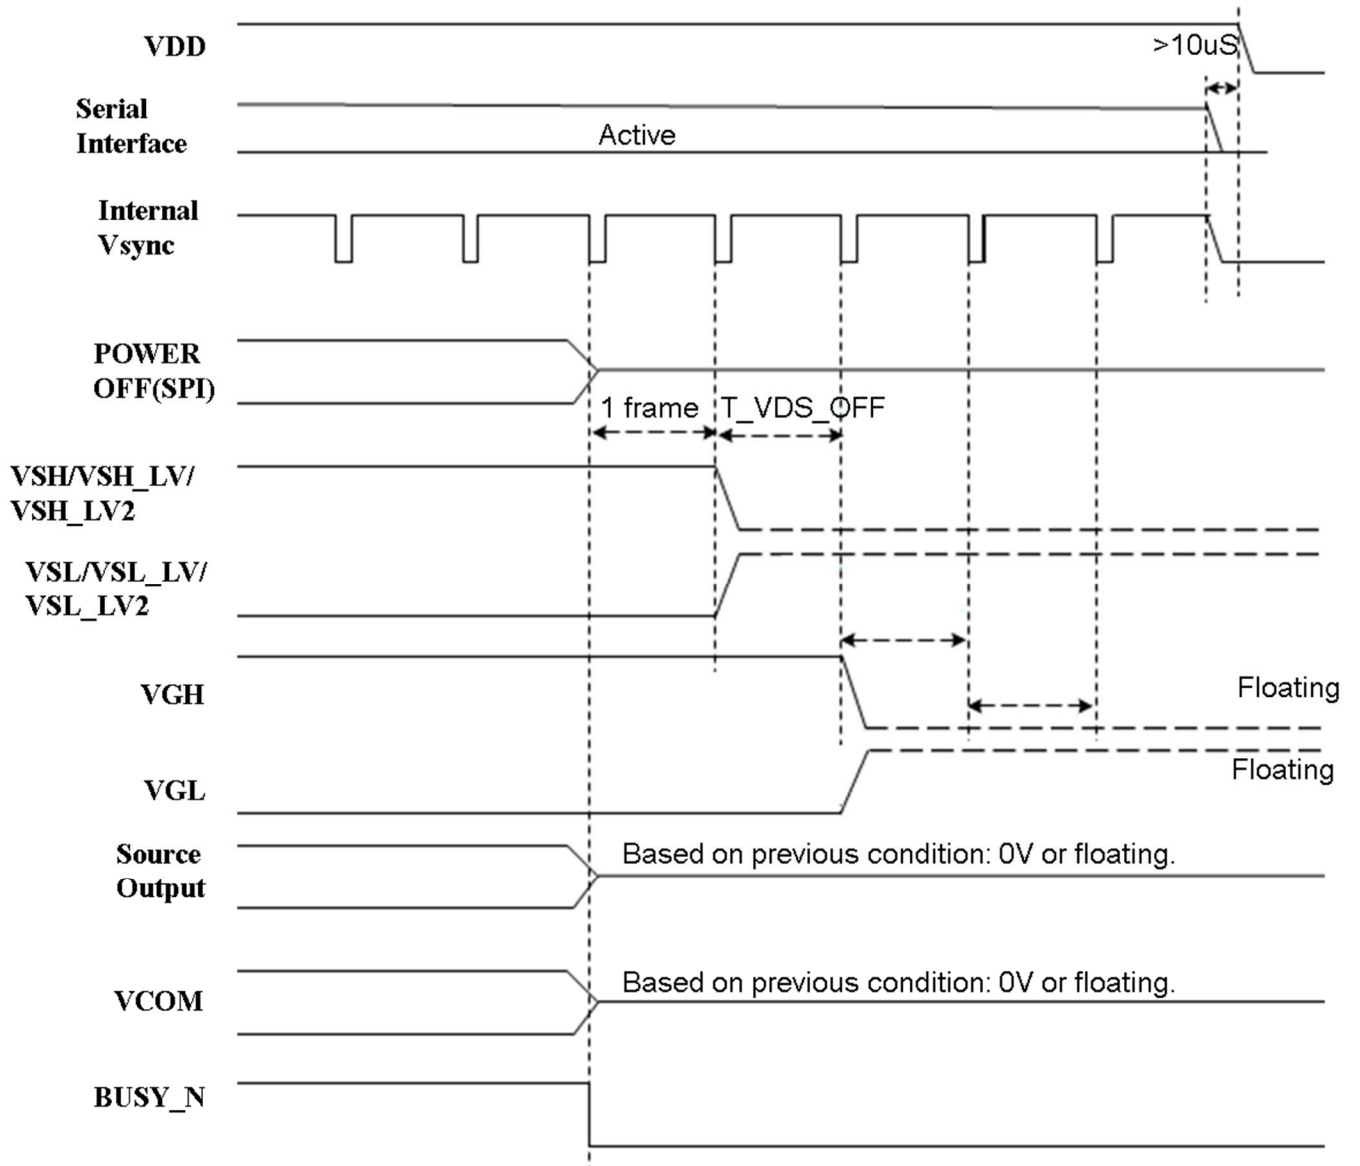 VDD
>10uS
Serial
Interface
Active
Internal
Vsync
POWER
OFF(SPI)
1 frame
T_VDS_OFF
VSH/VSH_LV/
VSH_LV2
VSL/VSL_LV/
VSL_LV2
VGH
Floating
VGL
Floating
Source
Output
Based on previous condition: 0V or floating.
VCOM
Based on previous condition: 0V or floating.
BUSY_N